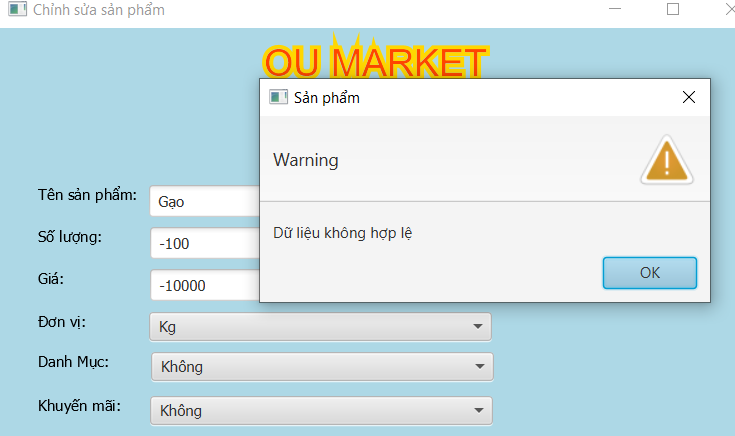 Chỉnh sửa sản phẩm
OU MARKET
Sản phẩm
Warning
Dữ liệu không hợp lệ
OK
Tên sản phẩm: Gạo
Số lượng: -100
Giá: -10000
Đơn vị: Kg
Danh Mục: Không
Khuyến mãi: Không